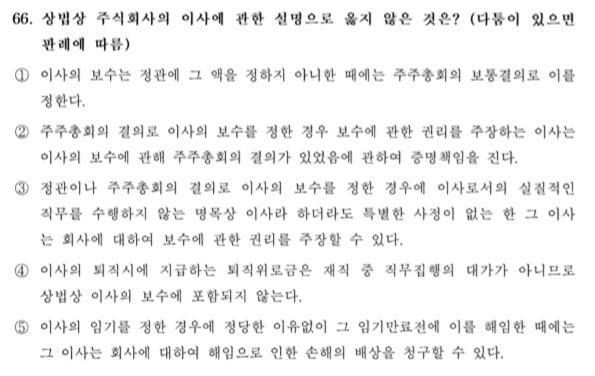 66. 상법상 주식회사의 이사에 관한 설명으로 옳지 않은 것은? (다툼이 있으면
판례에 따름)
① 이사의 보수는 정관에 그 액을 정하지 아니한 때에는 주주총회의 보통결의로 이를
정한다.
② 주주총회의 결의로 이사의 보수를 정한 경우 보수에 관한 권리를 주장하는 이사는
이사의 보수에 관해 주주총회의 결의가 있었음에 관하여 증명책임을 진다.
③ 정관이나 주주총회의 결의로 이사의 보수를 정한 경우에 이사로서의 실질적인
직무를 수행하지 않는 명목상 이사라 하더라도 특별한 사정이 없는 한 그 이사
는 회사에 대하여 보수에 관한 권리를 주장할 수 있다.
④ 이사의 퇴직시에 지급하는 퇴직위로금은 재직 중 직무집행의 대가가 아니므로
상법상 이사의 보수에 포함되지 않는다.
⑤ 이사의 임기를 정한 경우에 정당한 이유없이 그 임기만료전에 이를 해임한 때에는
그 이사는 회사에 대하여 해임으로 인한 손해의 배상을 청구할 수 있다.